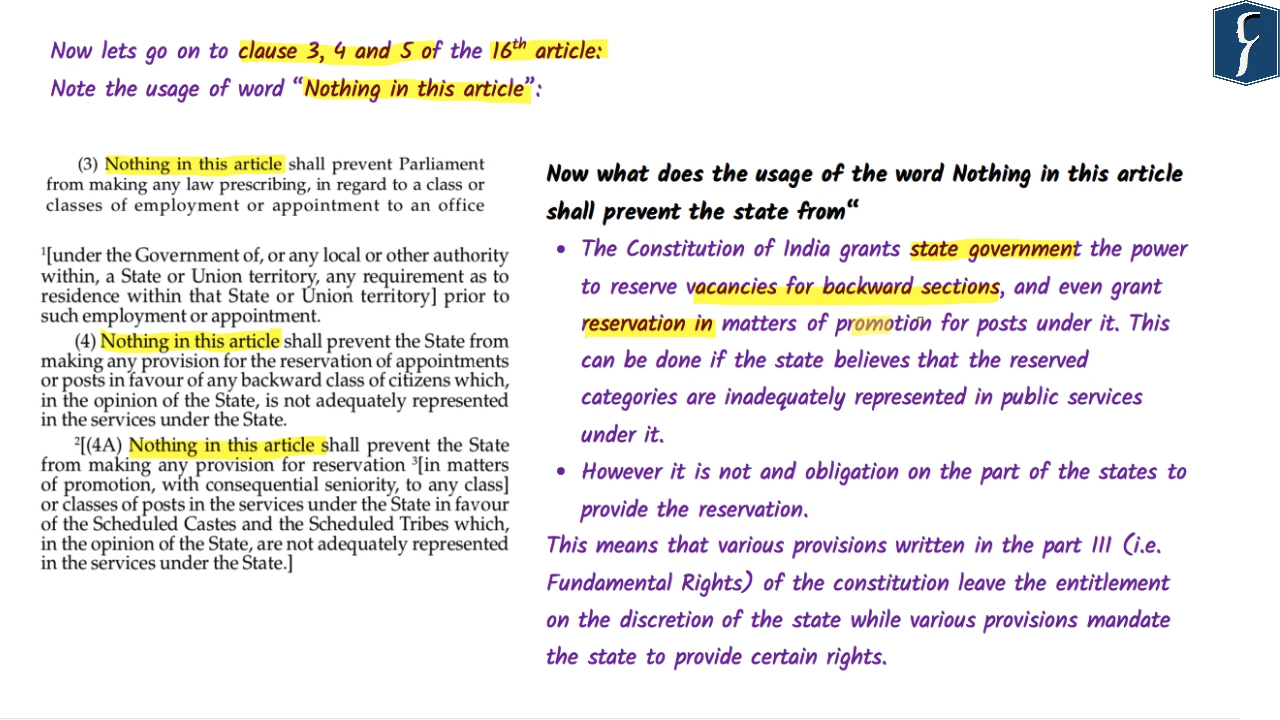 Now lets go on to clause 3, 4 and 5 of the 16th article:
Note the usage of word “Nothing in this article”:
(3) Nothing in this article shall prevent Parliament
from making any law prescribing, in regard to a class or
classes of employment or appointment to an office
1[under the Government of, or any local or other authority
within, a State or Union territory, any requirement as to
residence within that State or Union territory] prior to
such employment or appointment.
(4) Nothing in this article shall prevent the State from
making any provision for the reservation of appointments
or posts in favour of any backward class of citizens which,
in the opinion of the State, is not adequately represented
in the services under the State.
2[(4A) Nothing in this article shall prevent the State
from making any provision for reservation 3[in matters
of promotion, with consequential seniority, to any class]
or classes of posts in the services under the State in favour
of the Scheduled Castes and the Scheduled Tribes which,
in the opinion of the State, are not adequately represented
in the services under the State.]
Now what does the usage of the word Nothing in this article
shall prevent the state from“
• The Constitution of India grants state government the power
to reserve vacancies for backward sections, and even grant
reservation in matters of promotion for posts under it. This
can be done if the state believes that the reserved
categories are inadequately represented in public services
under it.
• However it is not and obligation on the part of the states to
provide the reservation.
This means that various provisions written in the part III (i.e.
Fundamental Rights) of the constitution leave the entitlement
on the discretion of the state while various provisions mandate
the state to provide certain rights.